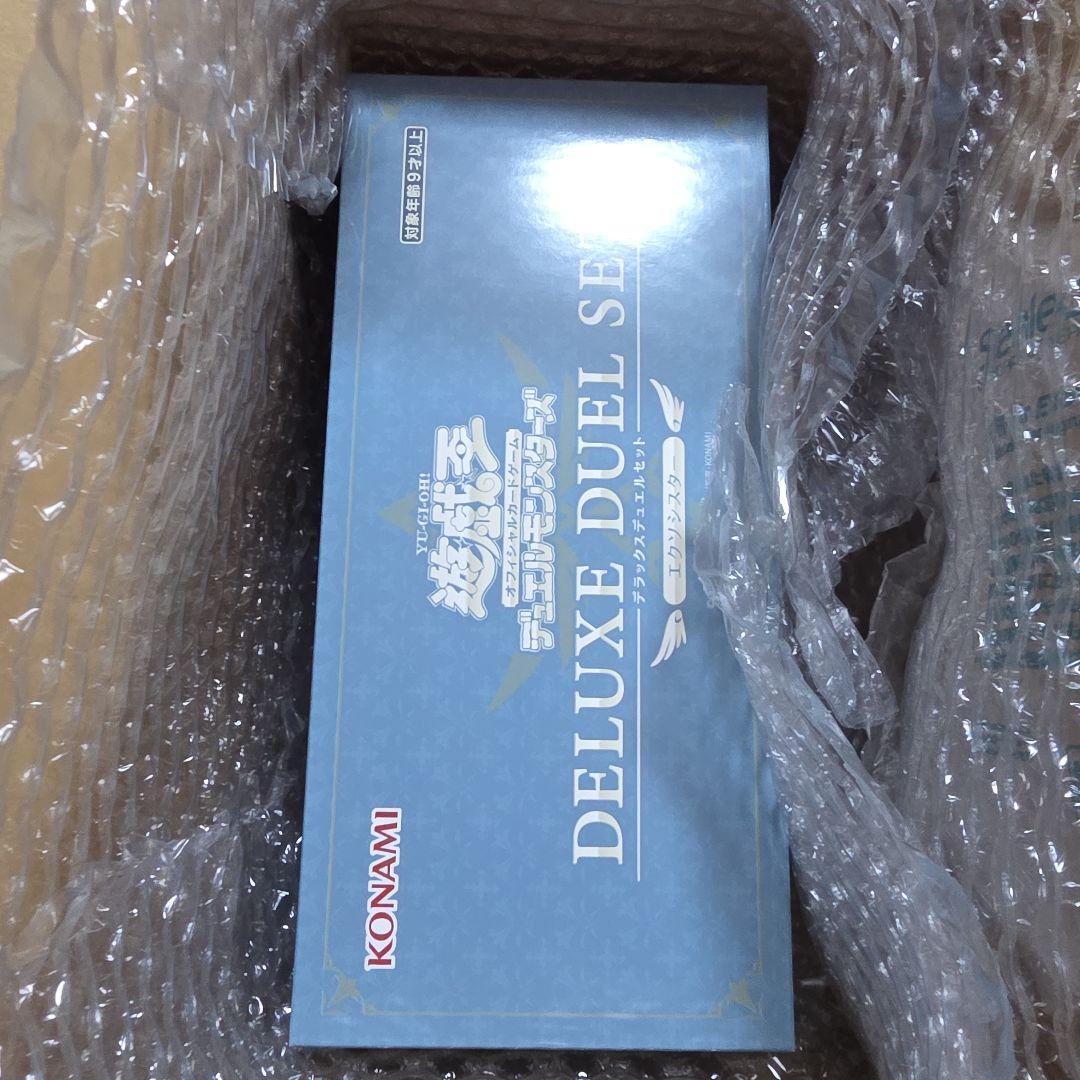 対象年齢9才以上
YU-GI-OH!
遊戯王
オフィシャルカードゲーム
デュエルモンスターズ
DELUXE DUEL SE
デラックスデュエルセット
エクソシスター
KONAMI
KONAMI